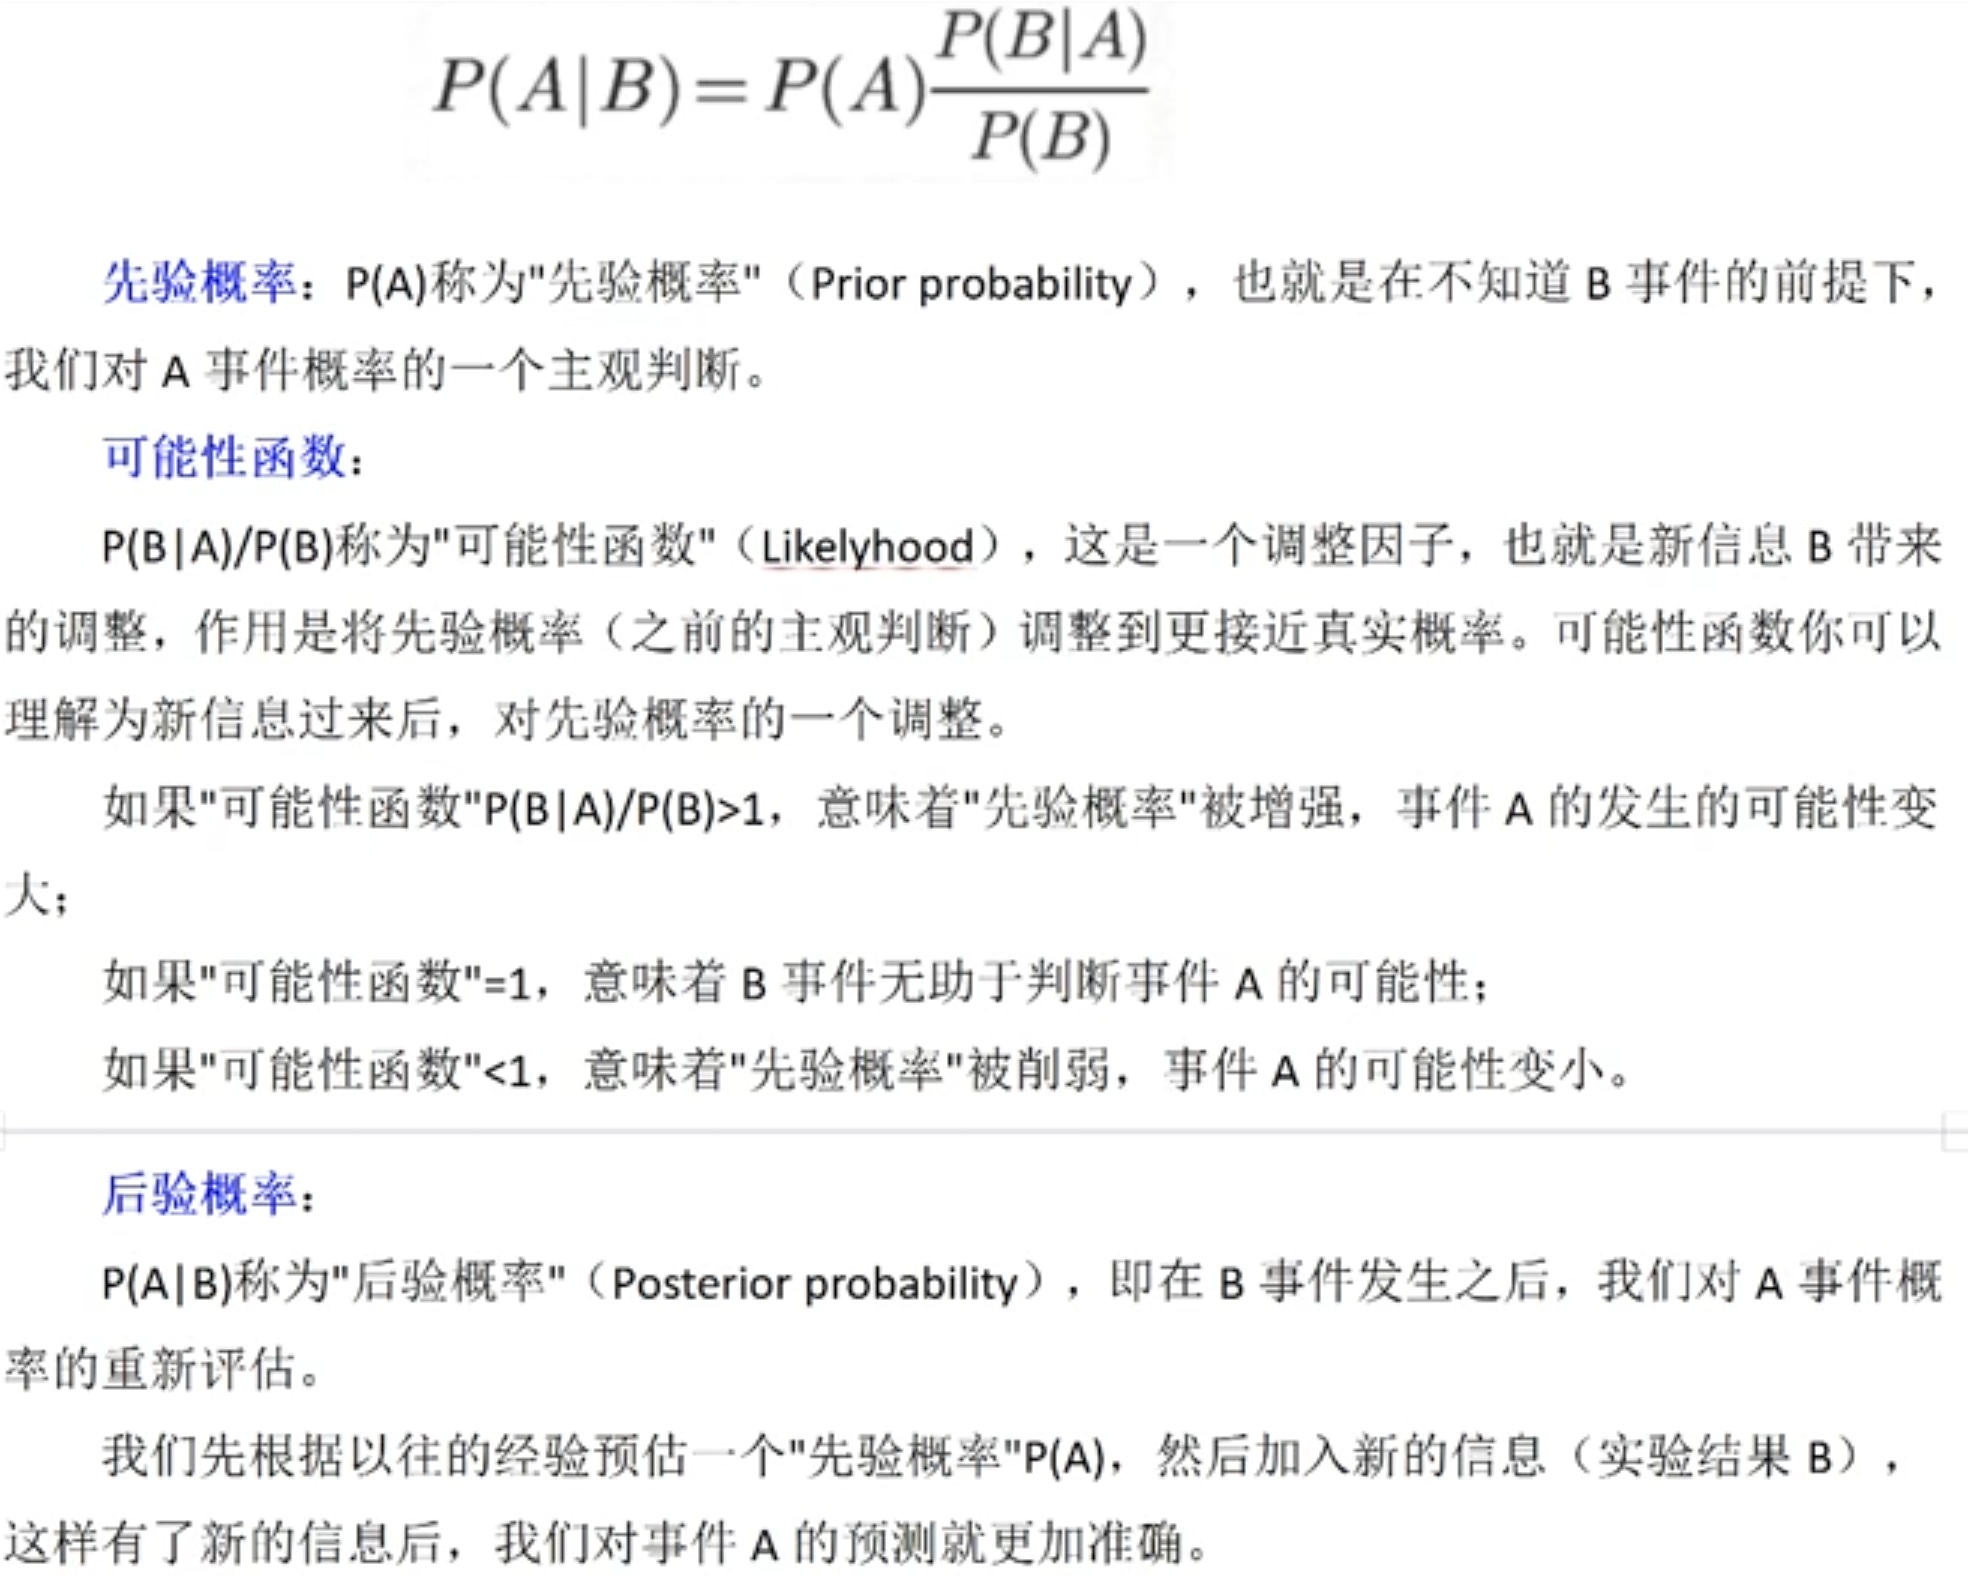 P(A|B)=P(A)P(B|A)/P(B)
先验概率：P(A)称为"先验概率"（Prior probability），也就是在不知道 B 事件的前提下，
我们对 A 事件概率的一个主观判断。
可能性函数：
P(B|A)/P(B)称为"可能性函数"（Likelyhood），这是一个调整因子，也就是新信息 B 带来
的调整，作用是将先验概率（之前的主观判断）调整到更接近真实概率。可能性函数你可以
理解为新信息过来后，对先验概率的一个调整。
如果"可能性函数"P(B|A)/P(B)>1，意味着"先验概率"被增强，事件 A 的发生的可能性变
大；
如果"可能性函数"=1，意味着 B 事件无助于判断事件 A 的可能性；
如果"可能性函数"<1，意味着"先验概率"被削弱，事件 A 的可能性变小。
后验概率：
P(A|B)称为"后验概率"（Posterior probability），即在 B 事件发生之后，我们对 A 事件概
率的重新评估。
我们先根据以往的经验预估一个"先验概率"P(A)，然后加入新的信息（实验结果 B），
这样有了新的信息后，我们对事件 A 的预测就更加准确。